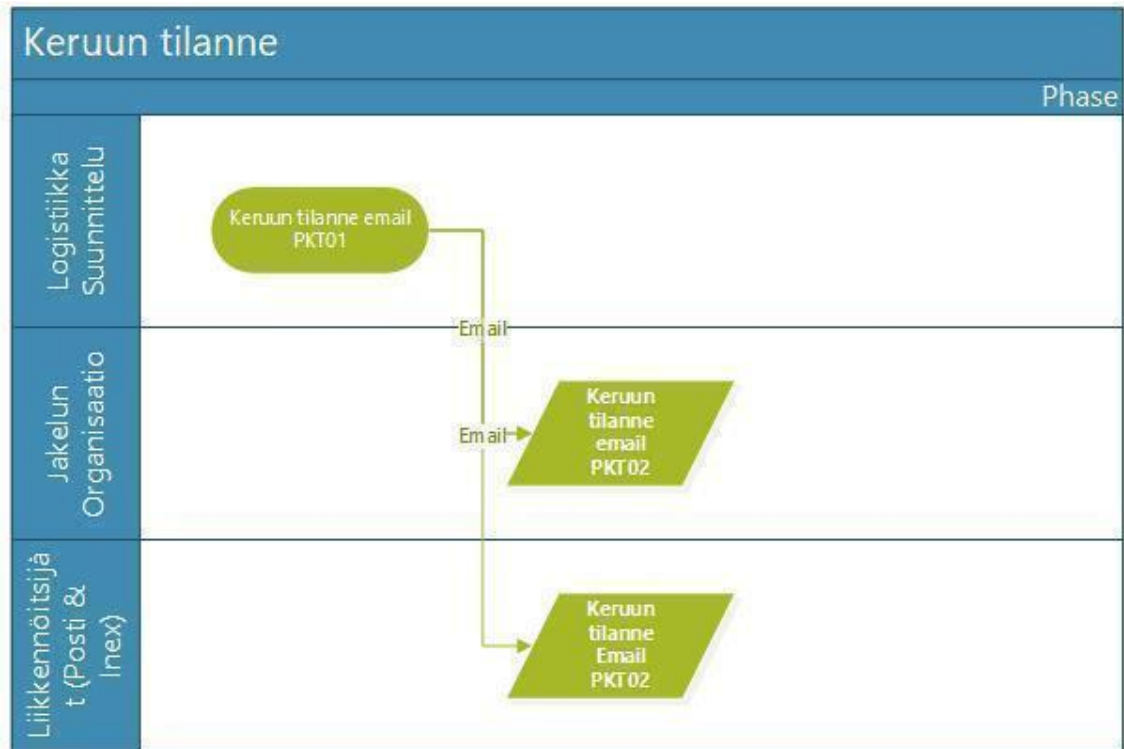 Keruun tilanne
Phase
Logistiikka
Suunnittelu
Keruun tilanne email
PKT01
Email
Jakelun
Organisaatio
Email
Keruun
tilanne
email
PKT02
Liikkennöitsijä
t (Posti &
Inex)
Keruun
tilanne
Email
PKT02